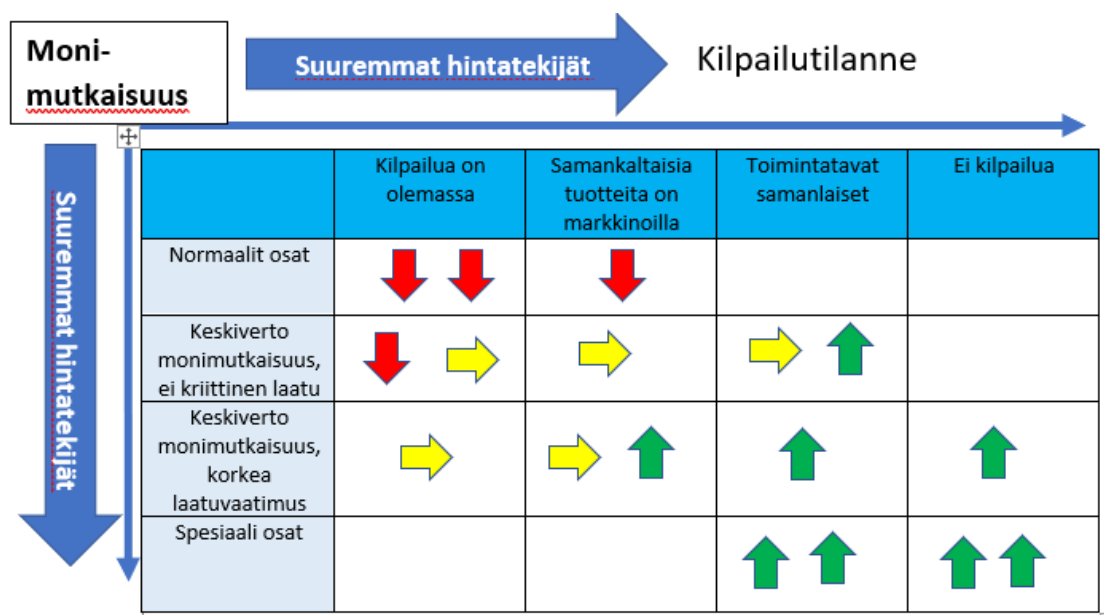 Moni-
mutkaisuus
Suuremmat hintatekijät
Kilpailutilanne
Suuremmat hintatekijät
Kilpailua on
olemassa
Samankaltaisia
tuotteita on
markkinoilla
Toimintatavat
samanlaiset
Ei kilpailua
Normaalit osat
Keskiverto
monimutkaisuus,
ei kriittinen laatu
Keskiverto
monimutkaisuus,
korkea
laatuvaatimus
Spesiaali osat